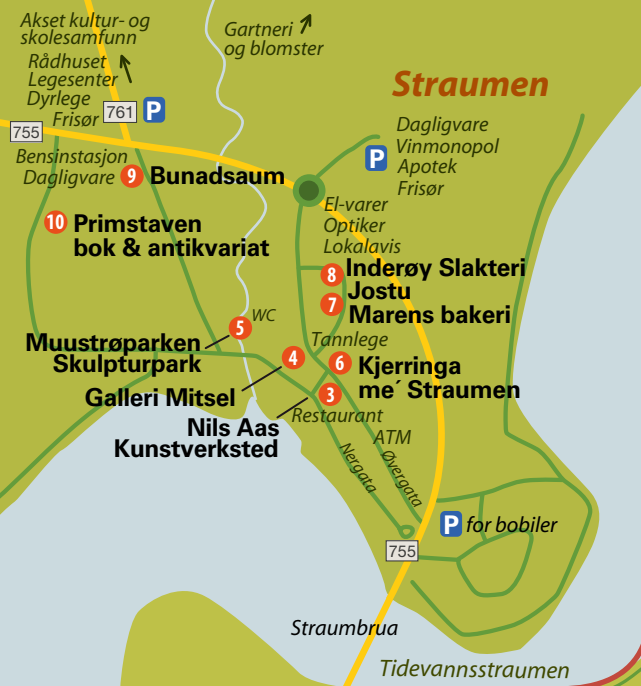 Akset kultur- og
skolesamfunn
Rådhuset
Legesenter
Dyrlege
Frisør
761
P
755
Gartneri
og blomster
Straumen
Dagligvare
Vinmonopol
Apotek
Frisør
P
Bensinstasjon
Dagligvare
9 Bunadsaum
10 Primstaven
bok & antikvariat
El-varer
Optiker
Lokalavis
8 Inderøy Slakteri
Jostu
7 Marens bakeri
WC
5
Muustrøparken
Skulpturpark
Tannlege
4
Galleri Mitsel
6 Kjerringa
me´ Straumen
3
Nils Aas
Kunstverksted
Restaurant
ATM
Nergata
Øvergata
P for bobiler
755
Straumbrua
Tidevannsstraumen